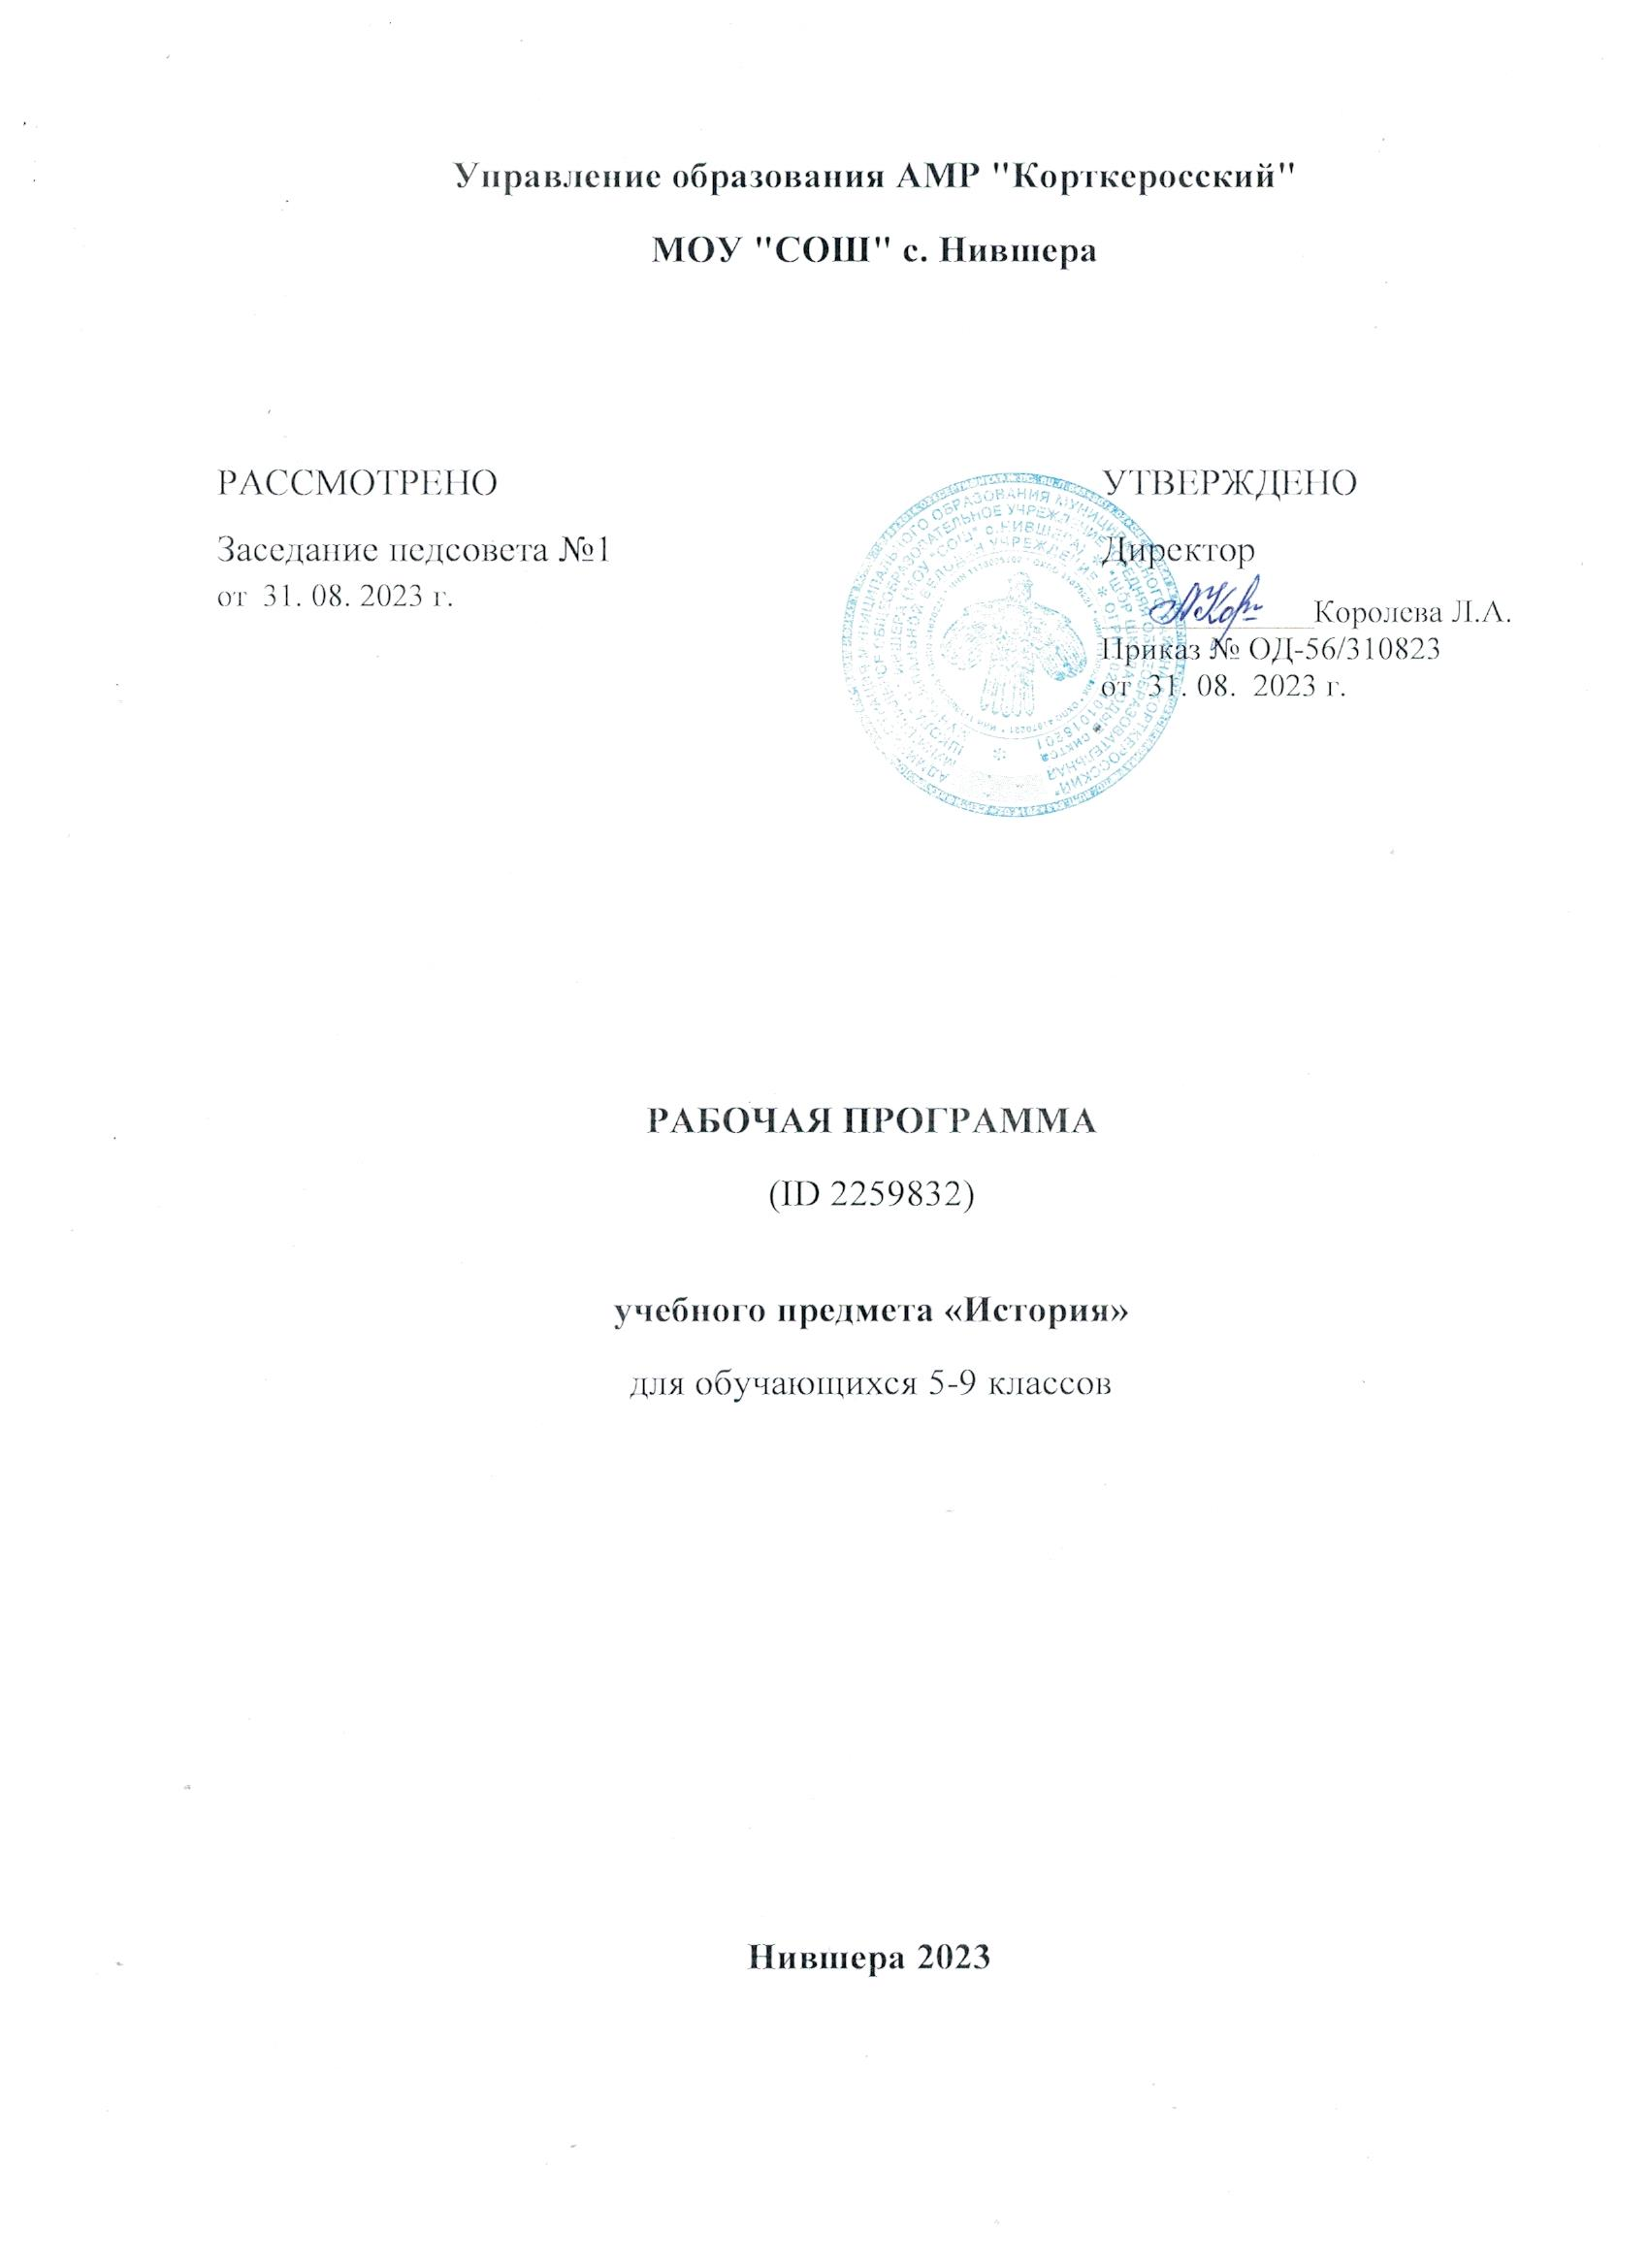 Управление образования АМР "Корткеросский"
МОУ "СОШ" с. Нившера
РАССМОТРЕНО
Заседание педсовета №1
от 31. 08. 2023 г.
УТВЕРЖДЕНО
Директор
Королева Л.А.
Приказ № ОД-56/310823
от 31. 08. 2023 г.
РАБОЧАЯ ПРОГРАММА
(ID 2259832)
учебного предмета «История»
для обучающихся 5-9 классов
Нившера 2023